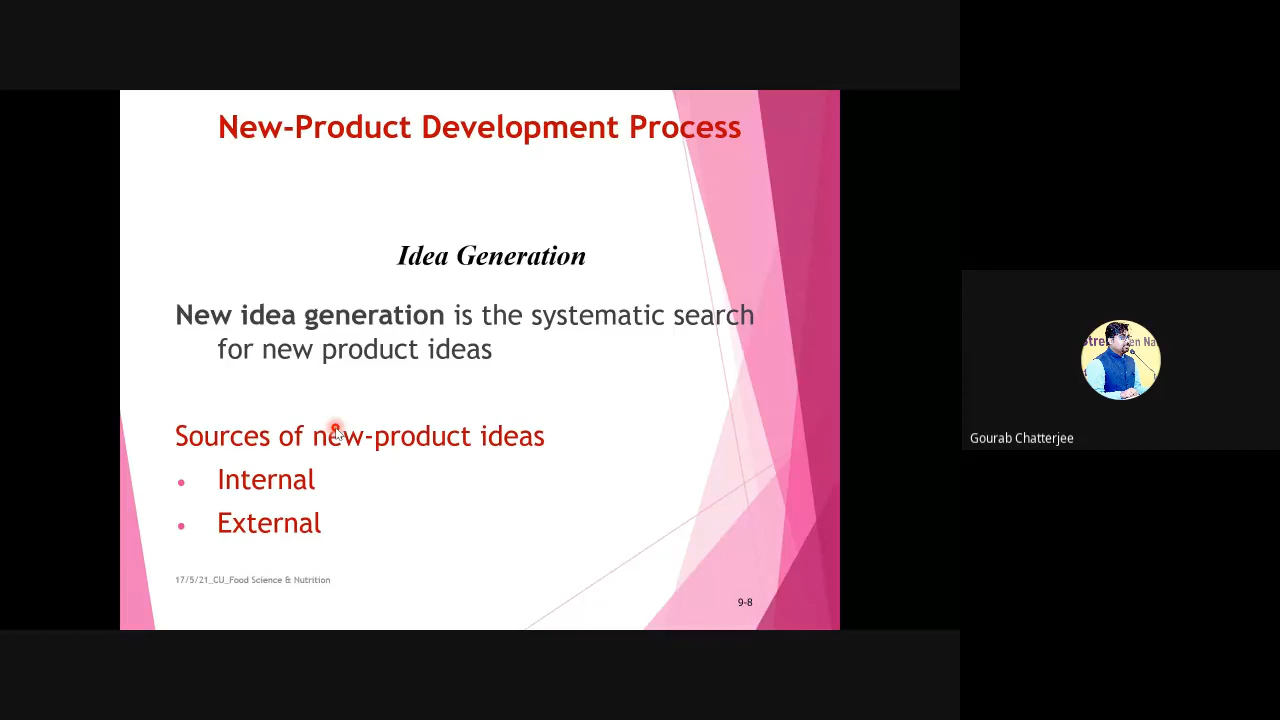 New-Product Development Process
Idea Generation
New idea generation is the systematic search
for new product ideas
Sources of new-product ideas
• Internal
• External
17/5/21_CU_Food Science & Nutrition
9-8
Gourab Chatterjee